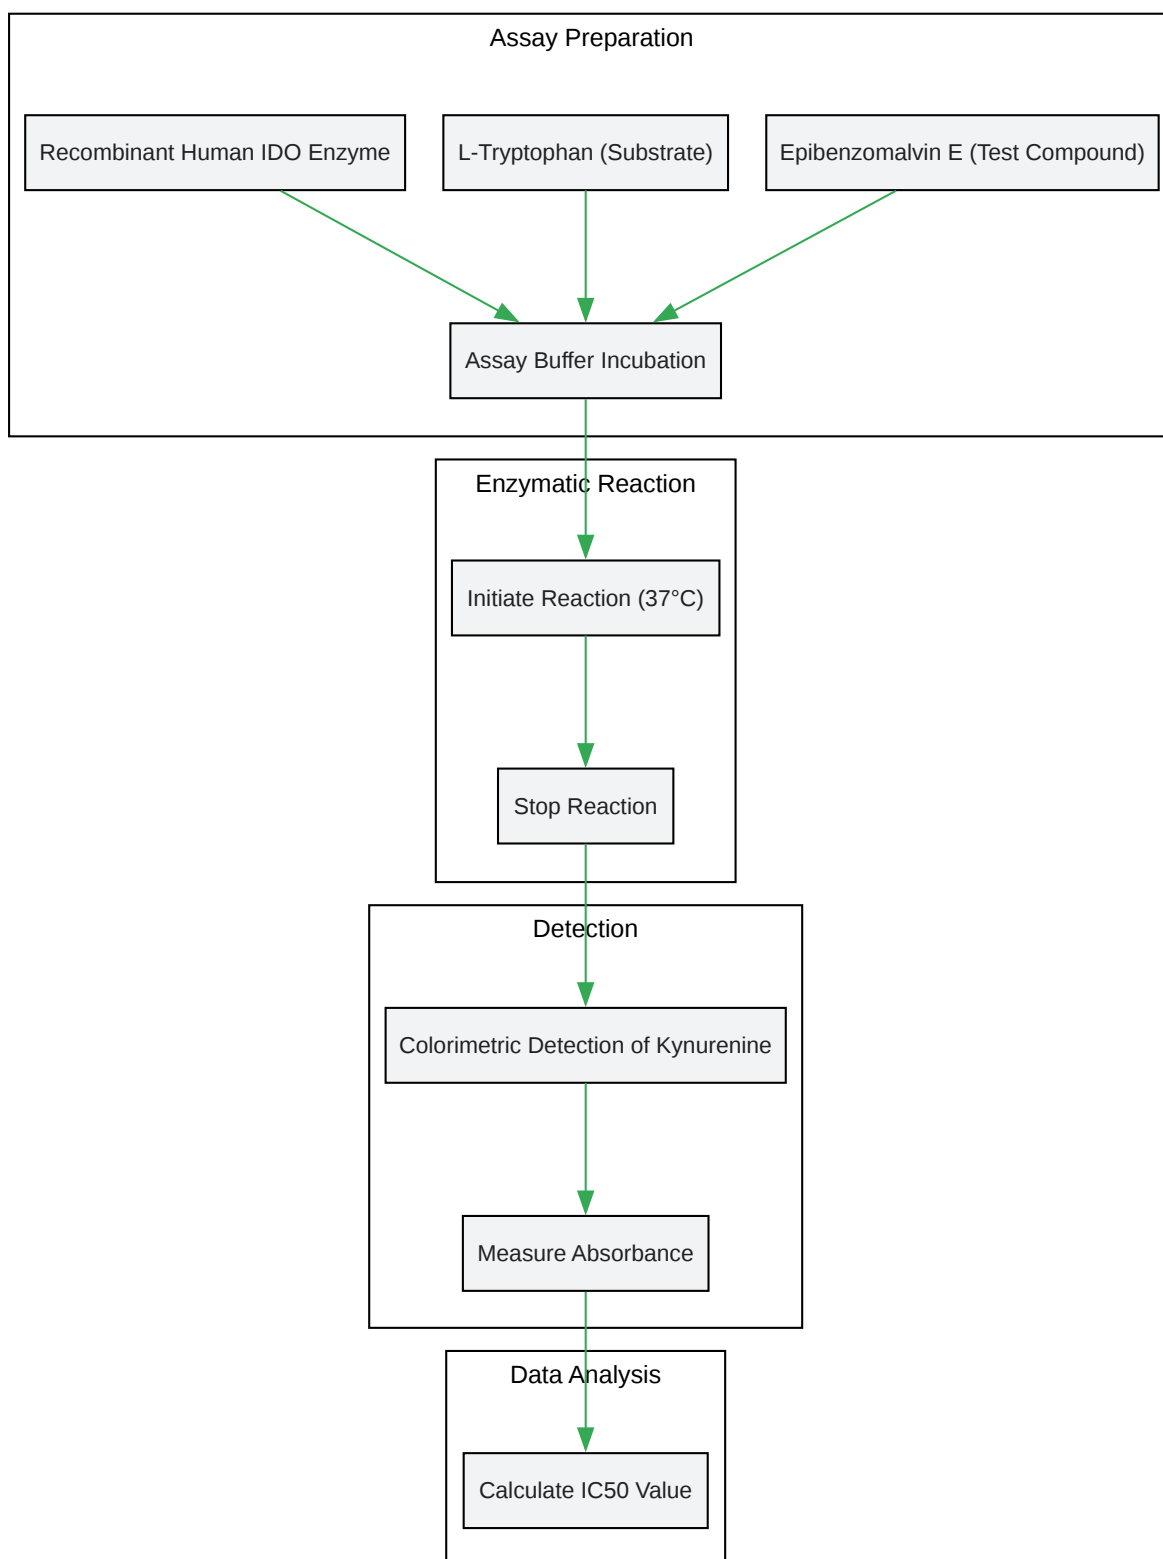 Assay Preparation
Recombinant Human IDO Enzyme
L-Tryptophan (Substrate)
Epibenzomalvin E (Test Compound)
Assay Buffer Incubation
Enzymatic Reaction
Initiate Reaction (37°C)
Stop Reaction
Detection
Colorimetric Detection of Kynurenine
Measure Absorbance
Data Analysis
Calculate IC50 Value